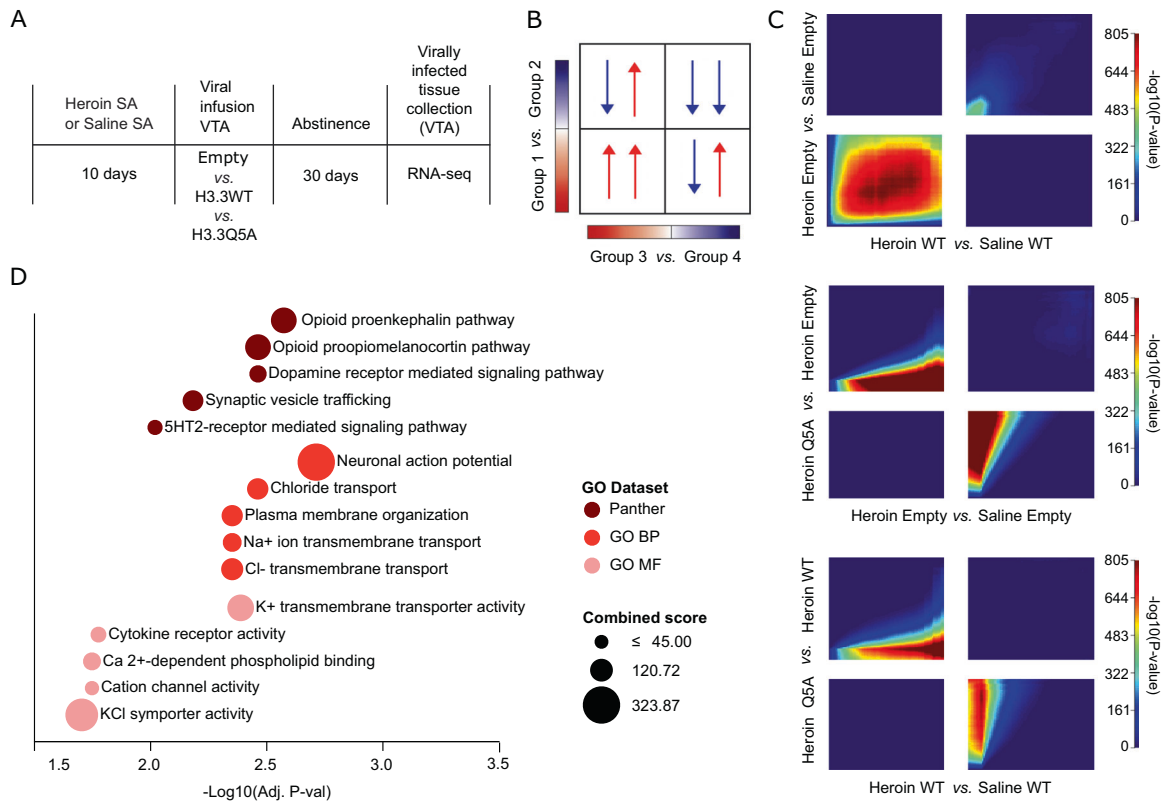 A
Heroin SA
or Saline SA
Viral
infusion
VTA
Abstinence
Virally
infected
tissue
collection
(VTA)
10 days
Empty
vs.
H3.3WT
vs.
H3.3Q5A
30 days
RNA-seq
B
Group 1 vs. Group 2
Group 3 vs. Group 4
C
Heroin Empty vs. Saline Empty
Heroin WT vs. Saline WT
805
644
483
322
161
0
-log10(P-value)
Heroin Q5A vs. Heroin Empty
Heroin Empty vs. Saline Empty
805
644
483
322
161
0
-log10(P-value)
Heroin Q5A vs. Heroin WT
Heroin WT vs. Saline WT
805
644
483
322
161
0
-log10(P-value)
D
Opioid proenkephalin pathway
Opioid proopiomelanocortin pathway
Dopamine receptor mediated signaling pathway
Synaptic vesicle trafficking
5HT2-receptor mediated signaling pathway
Neuronal action potential
Chloride transport
Plasma membrane organization
Na+ ion transmembrane transport
Cl- transmembrane transport
K+ transmembrane transporter activity
Cytokine receptor activity
Ca 2+-dependent phospholipid binding
Cation channel activity
KCl symporter activity
1.5
2.0
2.5
3.0
3.5
-Log10(Adj. P-val)
GO Dataset
Panther
GO BP
GO MF
Combined score
≤ 45.00
120.72
323.87